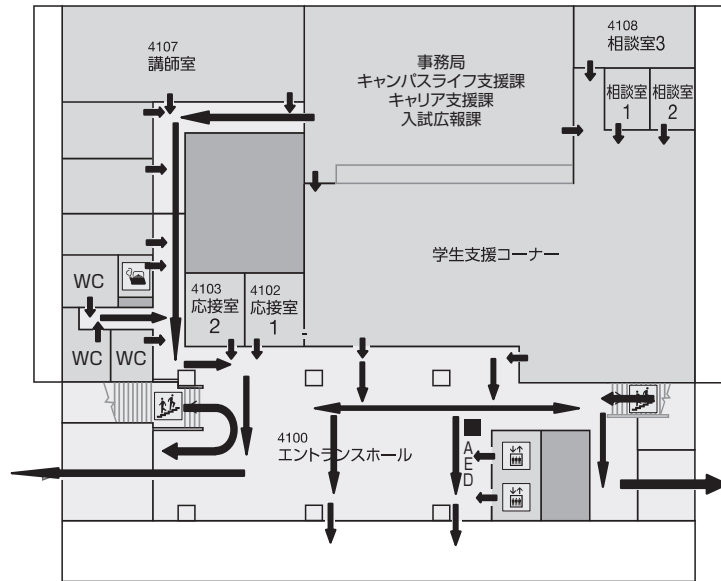 4107
講師室
事務局
キャンパスライフ支援課
キャリア支援課
入試広報課
4108
相談室3
相談室
1
相談室
2
学生支援コーナー
WC
4103
応接室
2
4102
応接室
1
WC
WC
4100
エントランスホール
AED